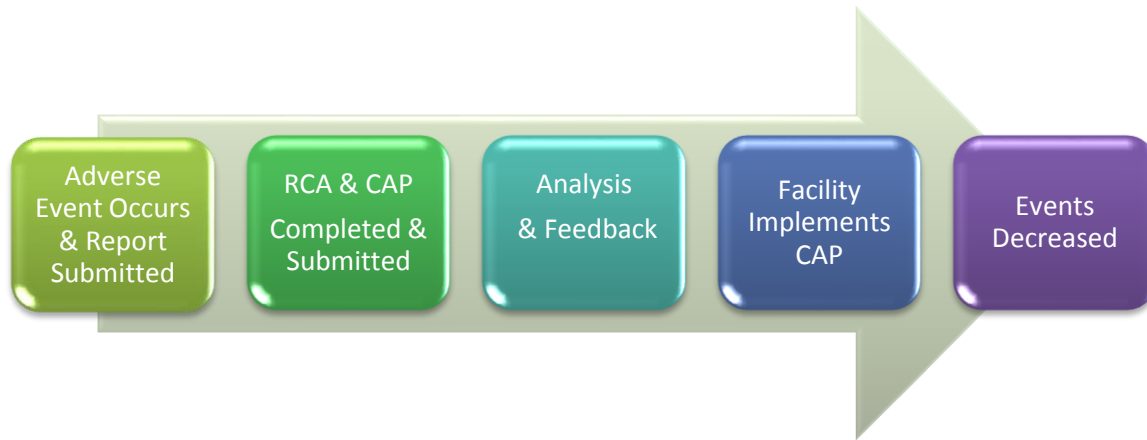 Adverse
Event Occurs
& Report
Submitted
RCA & CAP
Completed &
Submitted
Analysis
& Feedback
Facility
Implements
CAP
Events
Decreased